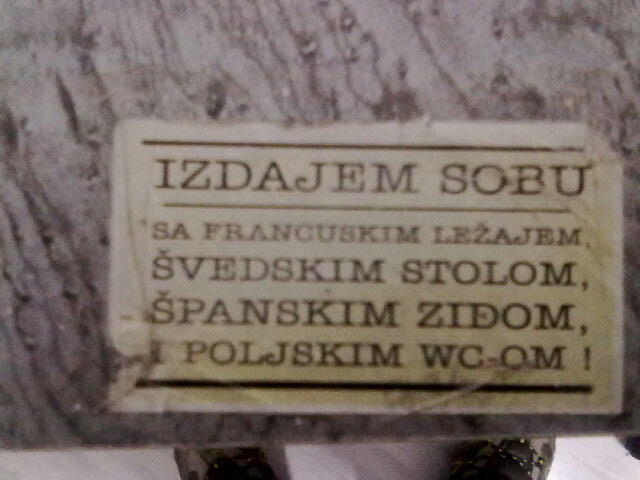 IZDAJEM SOBU
SA FRANCUSKIM LEŽAJEM,
ŠVEDSKIM STOLOM,
ŠPANSKIM ZIĐOM,
I POLJSKIM WC-OM !